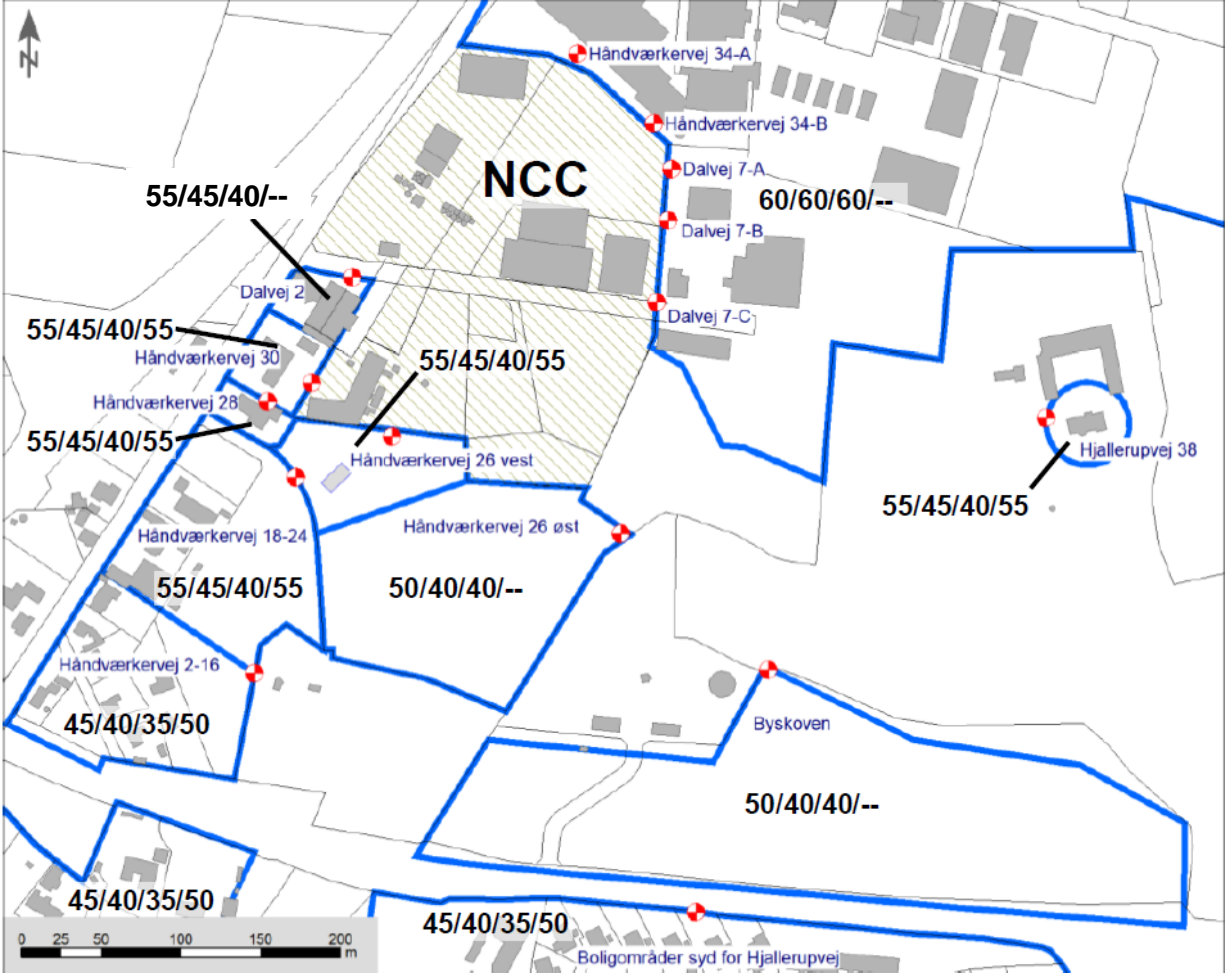 N
Håndværkervej 34-A
Håndværkervej 34-B
NCC
Dalvej 7-A
55/45/40/--
60/60/60/--
Dalvej 7-B
Dalvej 2
Dalvej 7-C
55/45/40/55
Håndværkervej 30
55/45/40/55
Håndværkervej 28
55/45/40/55
Håndværkervej 26 vest
Hjallerupvej 38
55/45/40/55
Håndværkervej 18-24
Håndværkervej 26 øst
55/45/40/55
50/40/40/--
Håndværkervej 2-16
45/40/35/50
Byskoven
50/40/40/--
45/40/35/50
45/40/35/50
0 25 50 100 150 200
m
Boligområder syd for Hjallerupvej